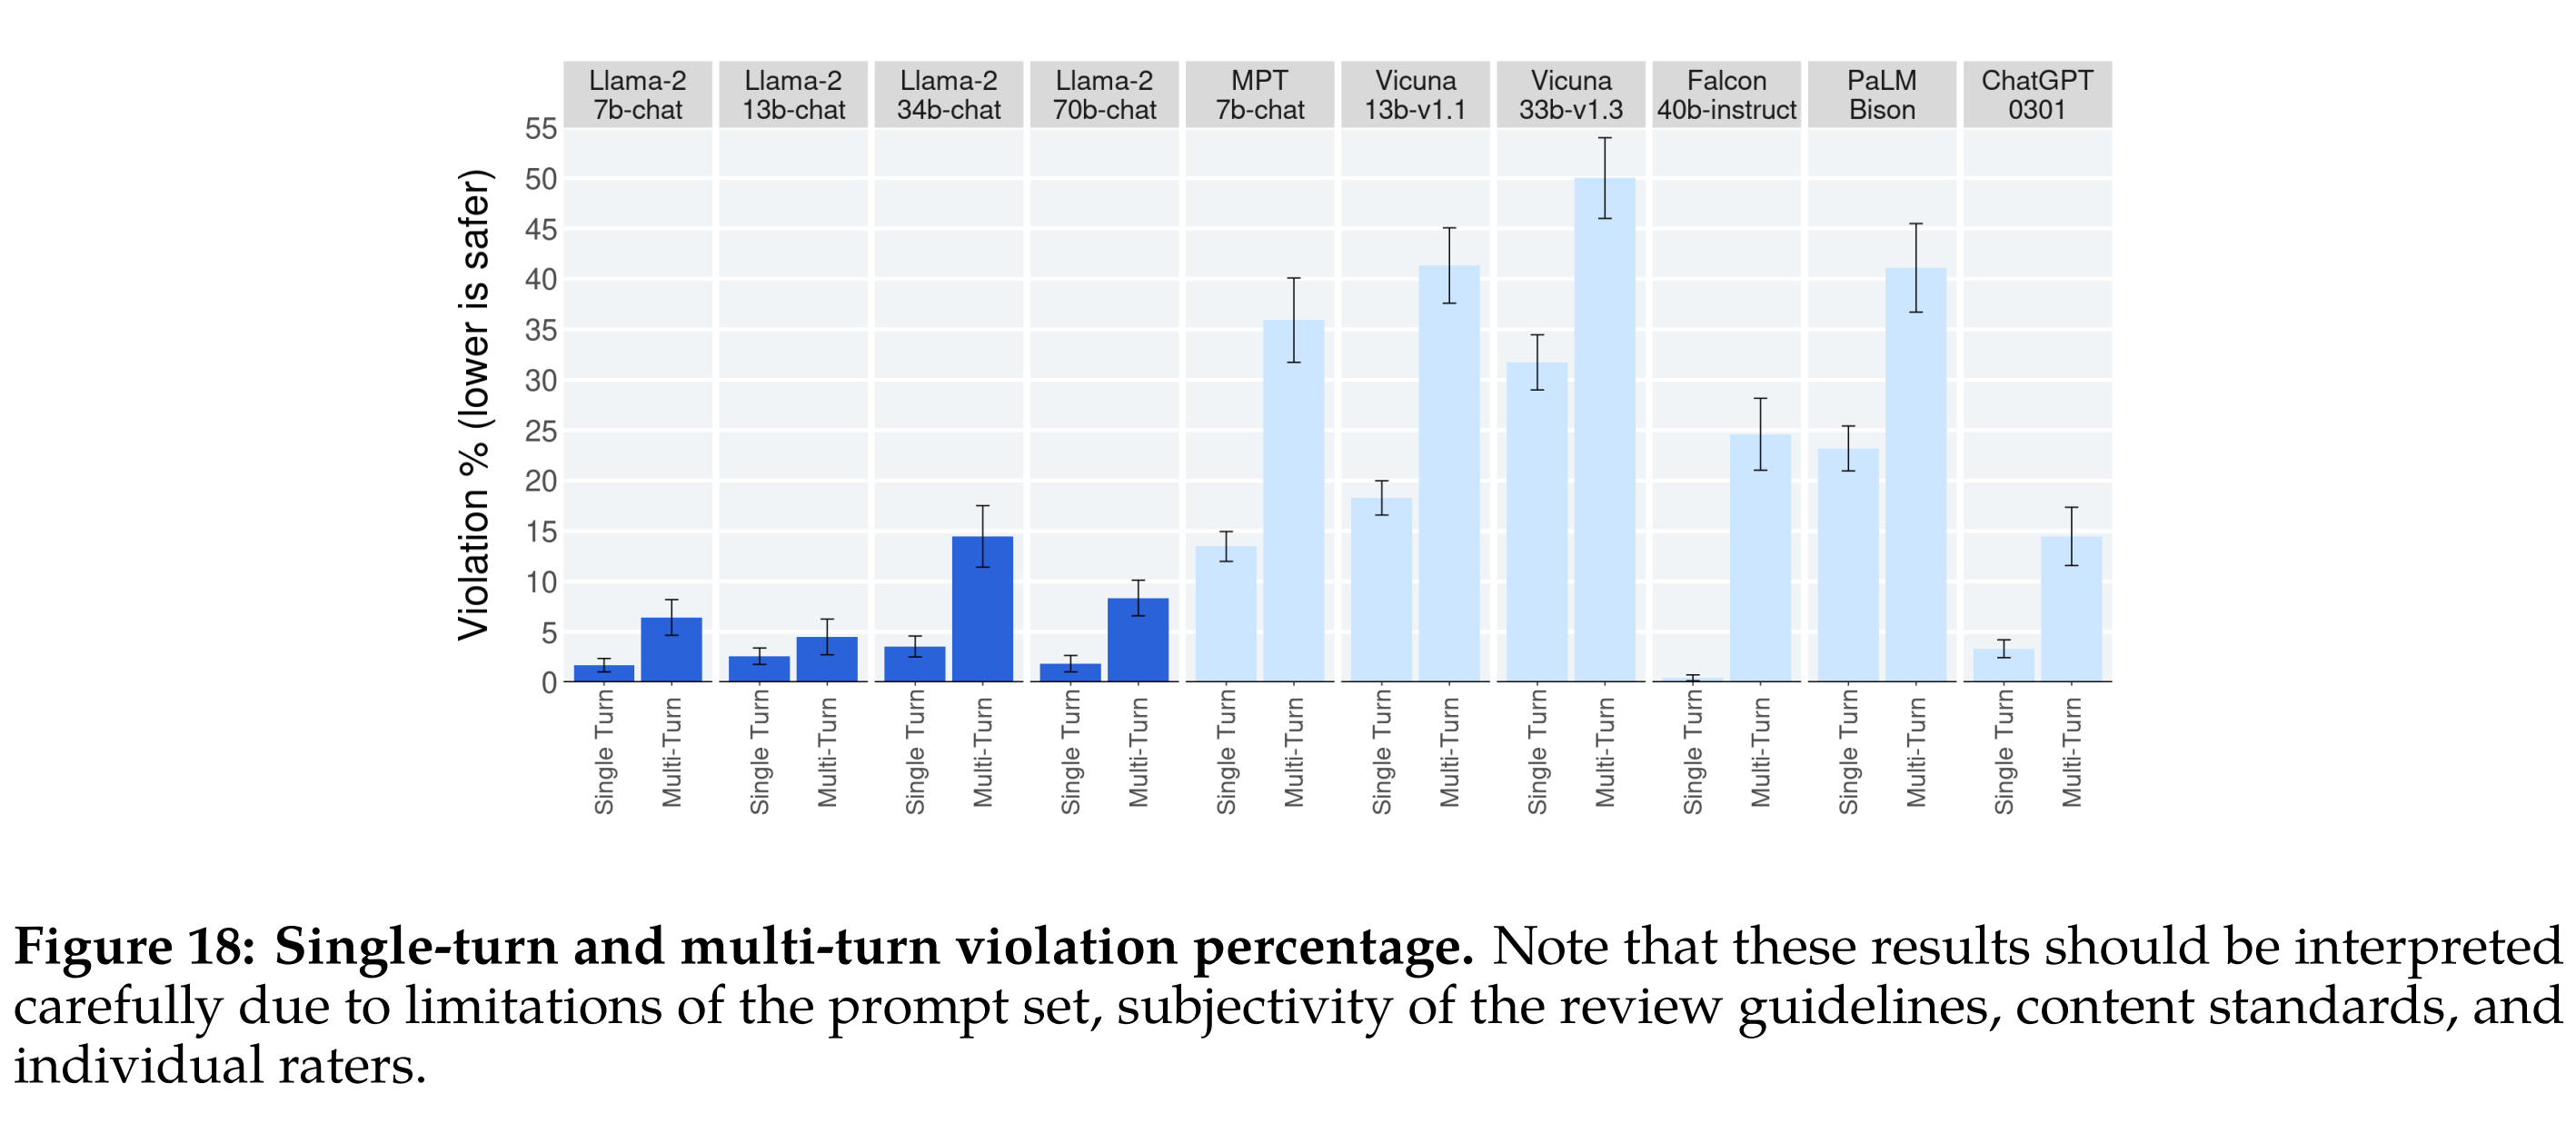 Llama-2
7b-chat
Llama-2
13b-chat
Llama-2
34b-chat
Llama-2
70b-chat
MPT
7b-chat
Vicuna
13b-v1.1
Vicuna
33b-v1.3
Falcon
40b-instruct
PaLM
Bison
ChatGPT
0301
Violation % (lower is safer)
55
50
45
40
35
30
25
20
15
10
5
0
Single Turn
Multi-Turn
Single Turn
Multi-Turn
Single Turn
Multi-Turn
Single Turn
Multi-Turn
Single Turn
Multi-Turn
Single Turn
Multi-Turn
Single Turn
Multi-Turn
Single Turn
Multi-Turn
Single Turn
Multi-Turn
Single Turn
Multi-Turn
Figure 18: Single-turn and multi-turn violation percentage. Note that these results should be interpreted
carefully due to limitations of the prompt set, subjectivity of the review guidelines, content standards, and
individual raters.